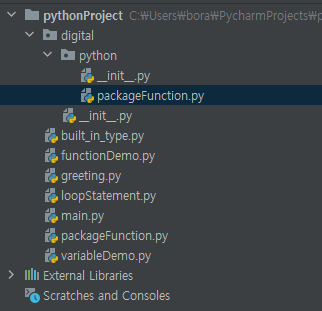 pythonProject C:₩Users₩bora₩PycharmProjects₩p
digital
python
__init__.py
packageFunction.py
__init__.py
built_in_type.py
functionDemo.py
greeting.py
loopStatement.py
main.py
packageFunction.py
variableDemo.py
External Libraries
Scratches and Consoles